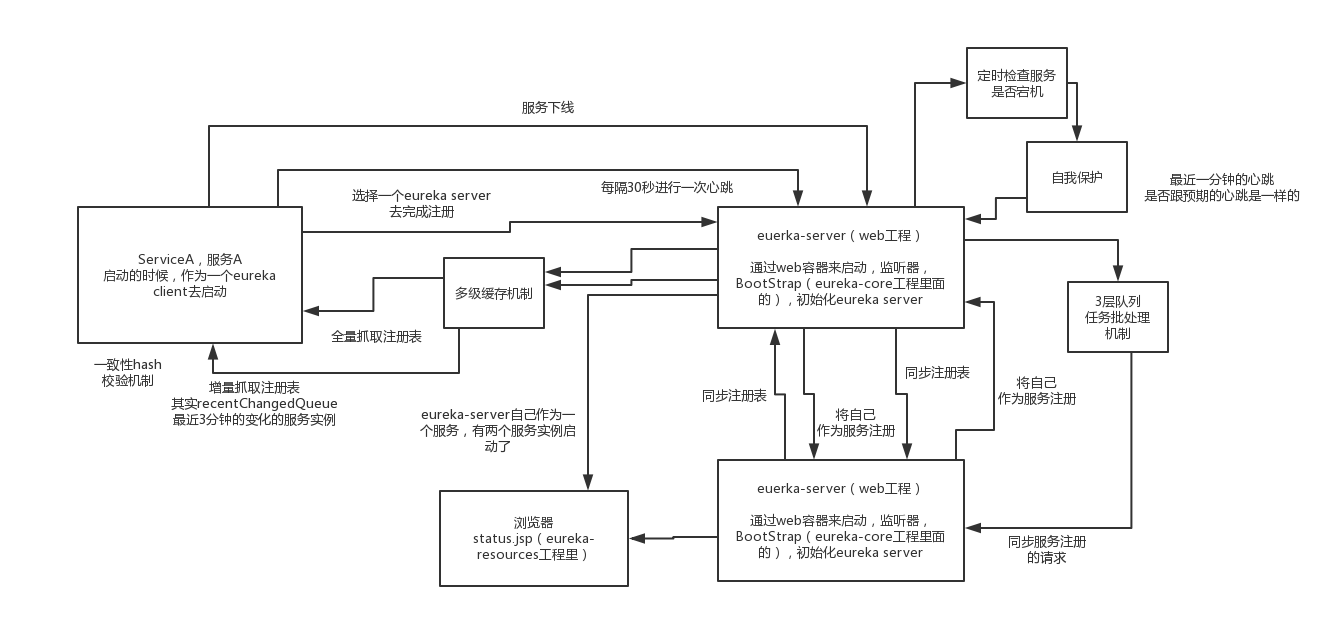 定时检查服务
是否宕机
服务下线
自我保护
最近一分钟的心跳
是否跟预期的心跳是一样的
每隔30秒进行一次心跳
选择一个eureka server
去完成注册
ServiceA，服务A
启动的时候，作为一个eureka
client去启动
多级缓存机制
euerka-server（web工程）
通过web容器来启动，监听器，
BootStrap（eureka-core工程里面
的），初始化eureka server
3层队列
任务批处理
机制
全量抓取注册表
一致性hash
校验机制
增量抓取注册表
其实recentChangedQueue
最近3分钟的变化的服务实例
同步注册表
将自己
作为服务注册
同步注册表
将自己
作为服务注册
eureka-server自己作为一
个服务，有两个服务实例启
动了
浏览器
status.jsp（eureka-
resources工程里）
euerka-server（web工程）
通过web容器来启动，监听器，
BootStrap（eureka-core工程里面
的），初始化eureka server
同步服务注册
的请求